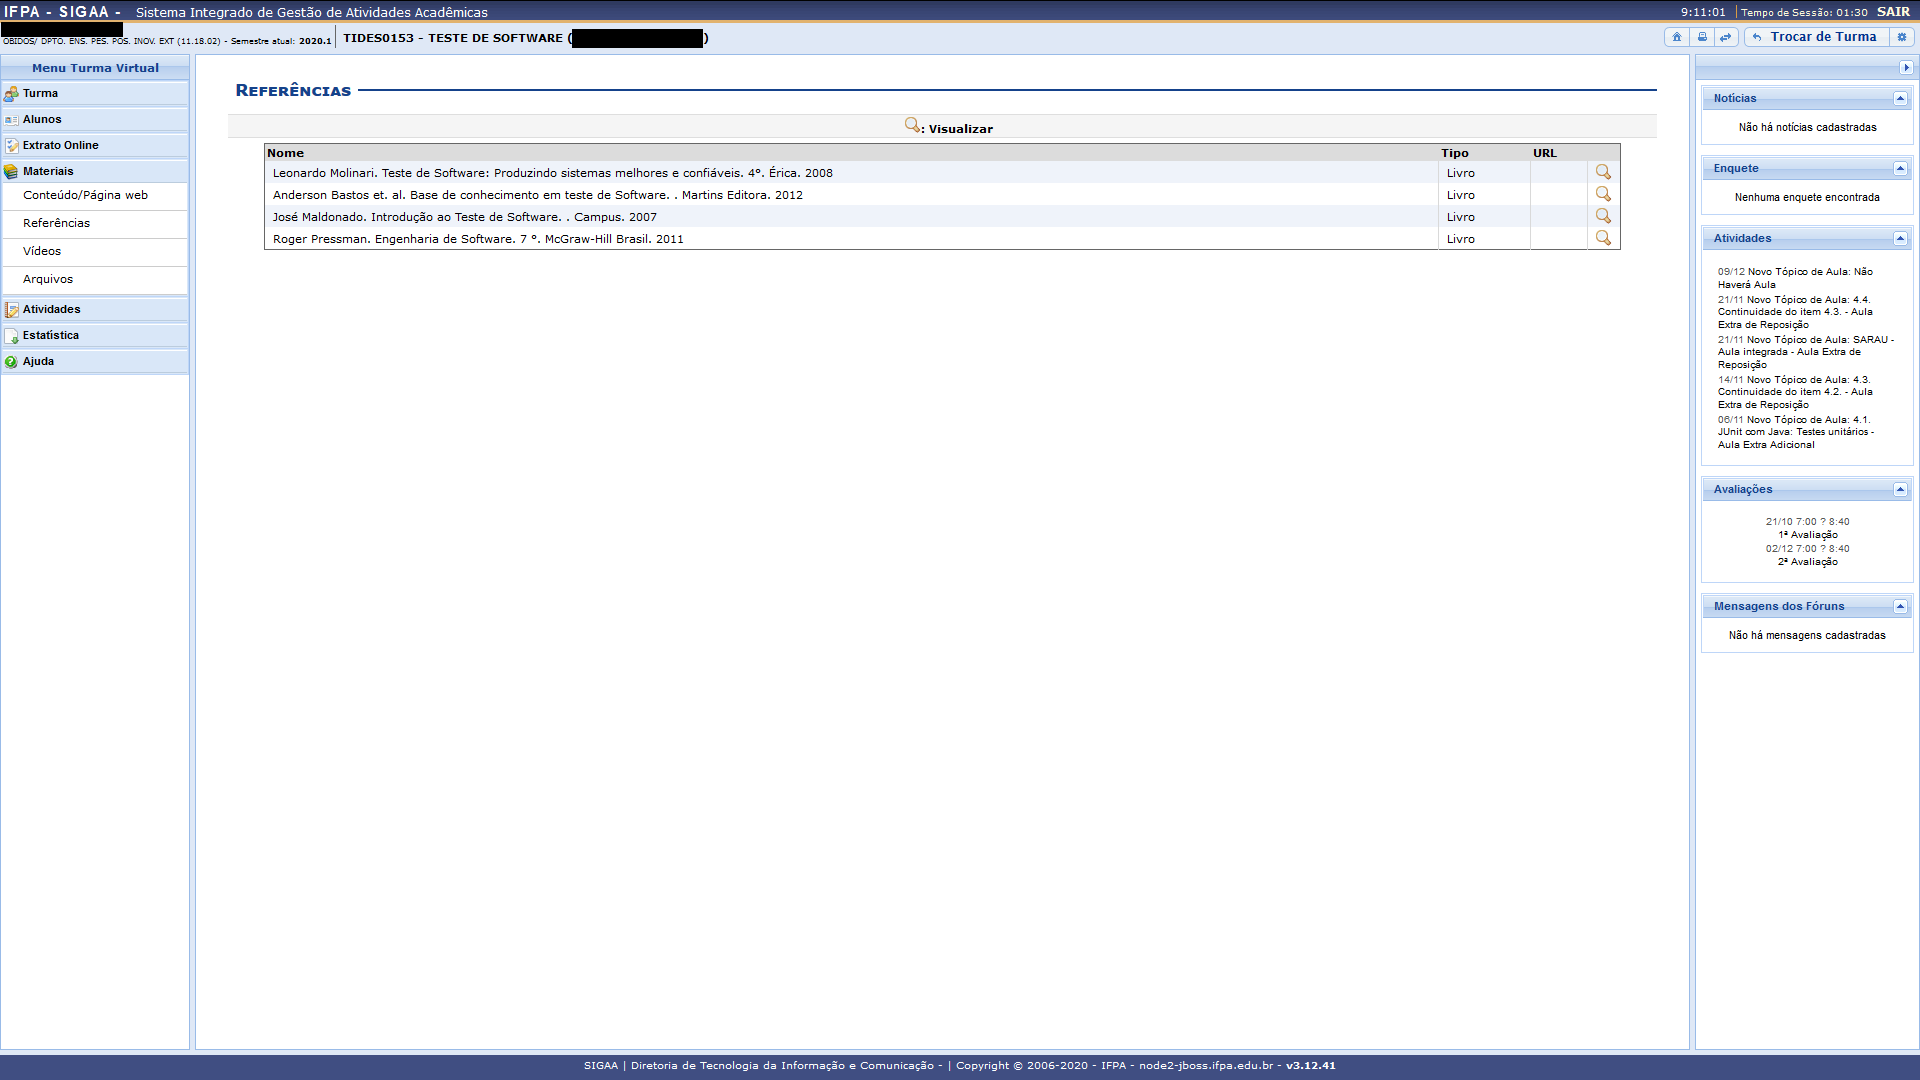 IFPA - SIGAA - Sistema Integrado de Gestão de Atividades Acadêmicas
9:11:01 Tempo de Sessão: 01:30 SAIR
OBIDOS/ DPTO. ENS. PES. POS. INOV. EXT (11.18.02) - Semestre atual: 2020.1
TIDES0153 - TESTE DE SOFTWARE ( )
Trocar de Turma
Menu Turma Virtual
Turma
Alunos
Extrato Online
Materiais
Conteúdo/Página web
Referências
Vídeos
Arquivos
Atividades
Estatística
Ajuda
Referências
: Visualizar
Nome Tipo URL
Leonardo Molinari. Teste de Software: Produzindo sistemas melhores e confiáveis. 4°. Érica. 2008 Livro
Anderson Bastos et. al. Base de conhecimento em teste de Software. . Martins Editora. 2012 Livro
José Maldonado. Introdução ao Teste de Software. . Campus. 2007 Livro
Roger Pressman. Engenharia de Software. 7 °. McGraw-Hill Brasil. 2011 Livro
Notícias
Não há notícias cadastradas
Enquete
Nenhuma enquete encontrada
Atividades
09/12 Novo Tópico de Aula: Não
Haverá Aula
21/11 Novo Tópico de Aula: 4.4.
Continuidade do item 4.3. - Aula
Extra de Reposição
21/11 Novo Tópico de Aula: SARAU -
Aula integrada - Aula Extra de
Reposição
14/11 Novo Tópico de Aula: 4.3.
Continuidade do item 4.2. - Aula
Extra de Reposição
06/11 Novo Tópico de Aula: 4.1.
JUnit com Java: Testes unitários -
Aula Extra Adicional
Avaliações
21/10 7:00 ? 8:40
1ª Avaliação
02/12 7:00 ? 8:40
2ª Avaliação
Mensagens dos Fóruns
Não há mensagens cadastradas
SIGAA | Diretoria de Tecnologia da Informação e Comunicação - | Copyright © 2006-2020 - IFPA - node2-jboss.ifpa.edu.br - v3.12.41